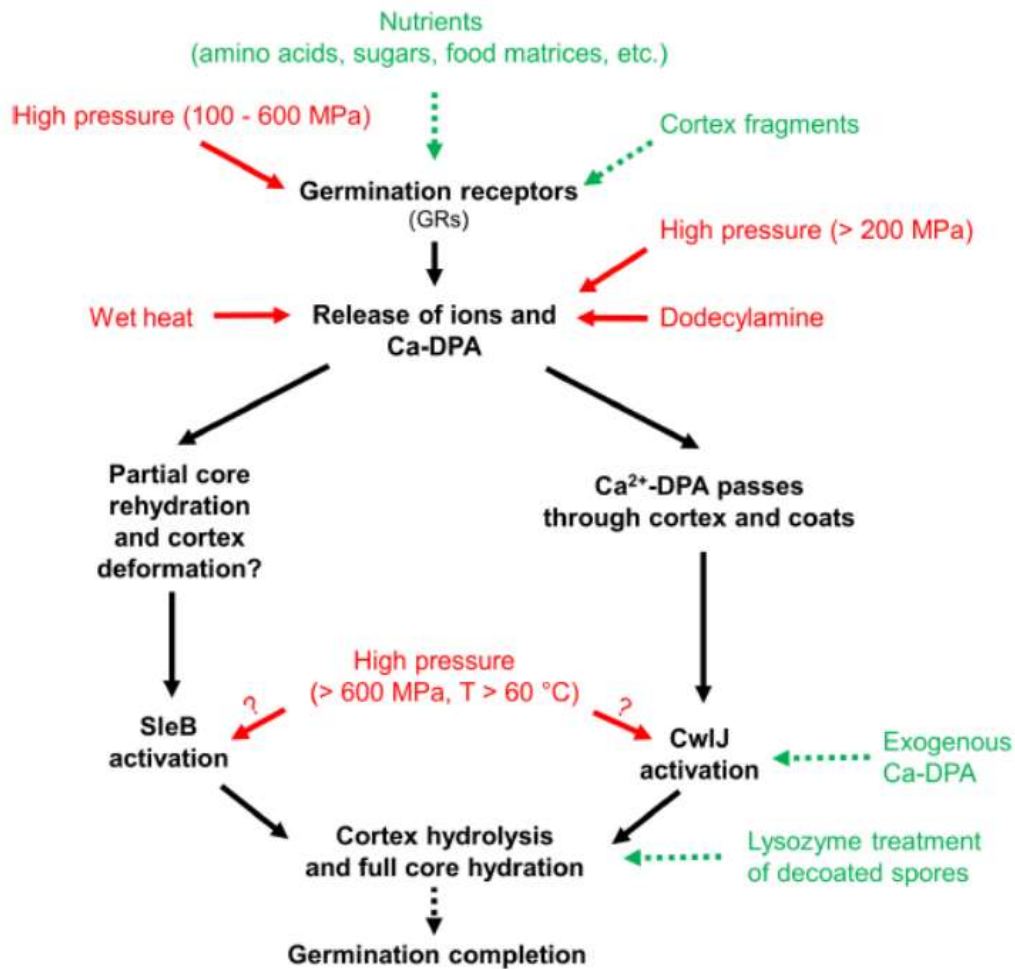 Nutrients
(amino acids, sugars, food matrices, etc.)
High pressure (100 - 600 MPa)
Cortex fragments
Germination receptors
(GRs)
High pressure (> 200 MPa)
Wet heat
Release of ions and
Ca-DPA
Dodecylamine
Partial core
rehydration
and cortex
deformation?
Ca²⁺-DPA passes
through cortex and coats
High pressure
(> 600 MPa, T > 60 °C)
?
?
SleB
activation
CwlJ
activation
Exogenous
Ca-DPA
Cortex hydrolysis
and full core hydration
Lysozyme treatment
of decoated spores
Germination completion